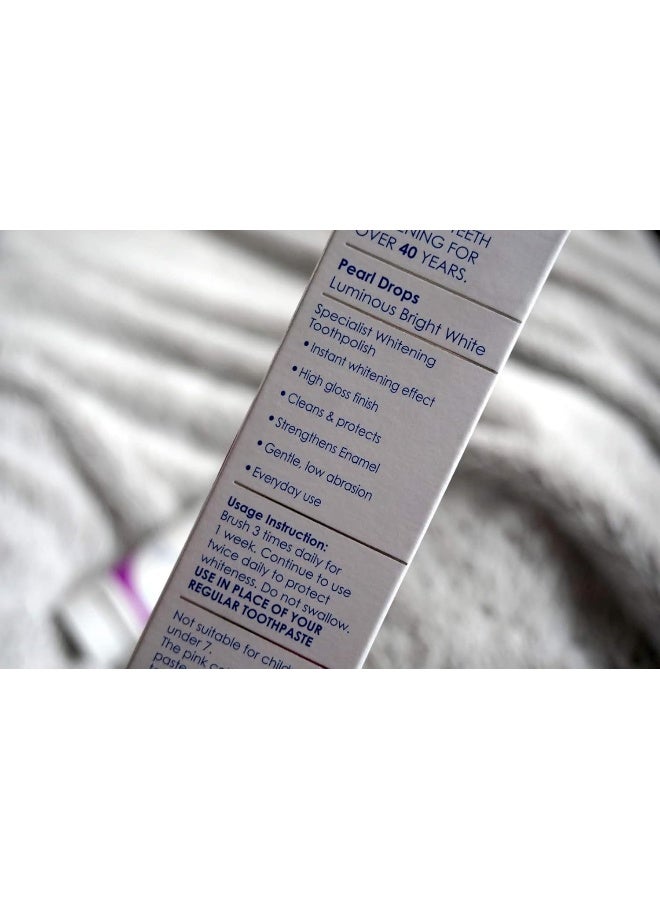 TEETH
OVER 40 YEARS.
Pearl Drops
Luminous Bright White
Specialist Whitening
Toothpolish
• Instant whitening effect
• High gloss finish
• Cleans & protects
• Strengthens Enamel
• Gentle, low abrasion
• Everyday use
Usage Instruction:
Brush 3 times daily for
1 week. Continue to use
twice daily to protect
whiteness. Do not swallow.
USE IN PLACE OF YOUR
REGULAR TOOTHPASTE
Not suitable for
under 7.
The pink